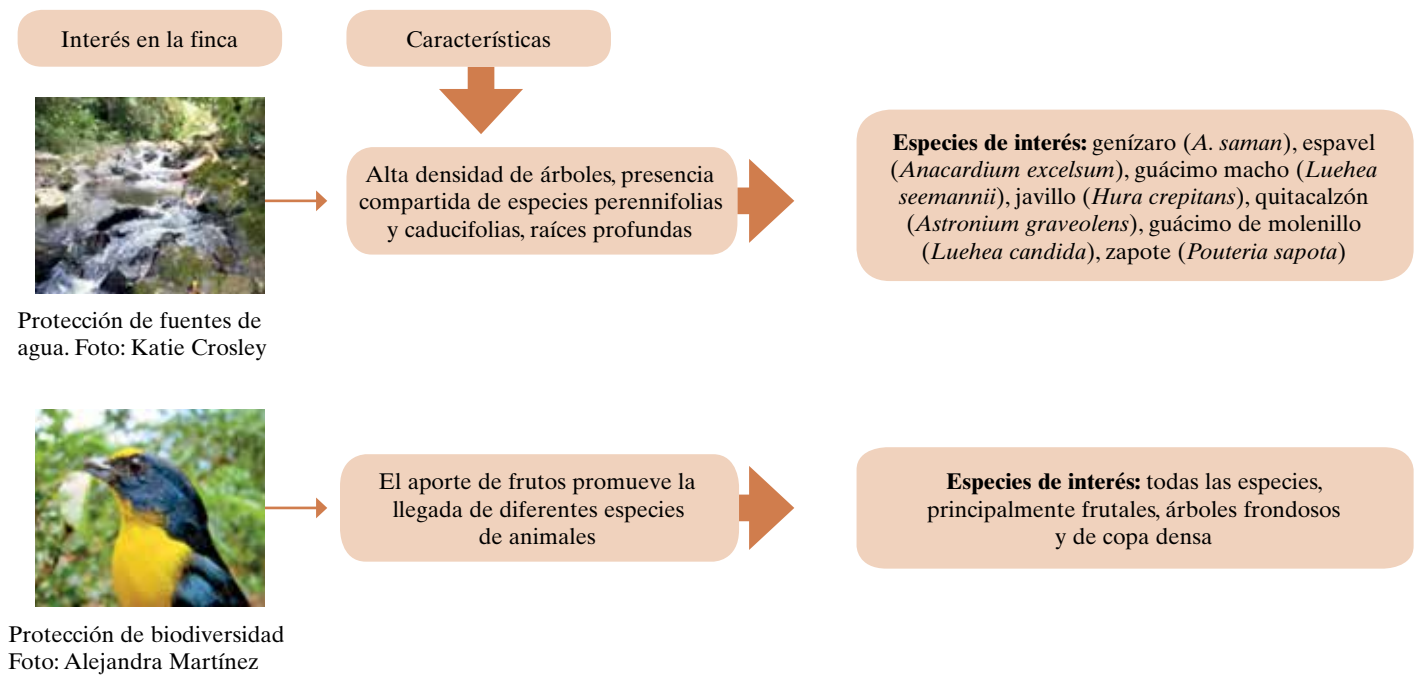 Interés en la finca
Características
Alta densidad de árboles, presencia
compartida de especies perennifolias
y caducifolias, raíces profundas
Especies de interés: genízaro (A. saman), espavel
(Anacardium excelsum), guácimo macho (Luehea
seemannii), javillo (Hura crepitans), quitacalzón
(Astronium graveolens), guácimo de molenillo
(Luehea candida), zapote (Pouteria sapota)
Protección de fuentes de
agua. Foto: Katie Crosley
El aporte de frutos promueve la
llegada de diferentes especies
de animales
Especies de interés: todas las especies,
principalmente frutales, árboles frondosos
y de copa densa
Protección de biodiversidad
Foto: Alejandra Martínez